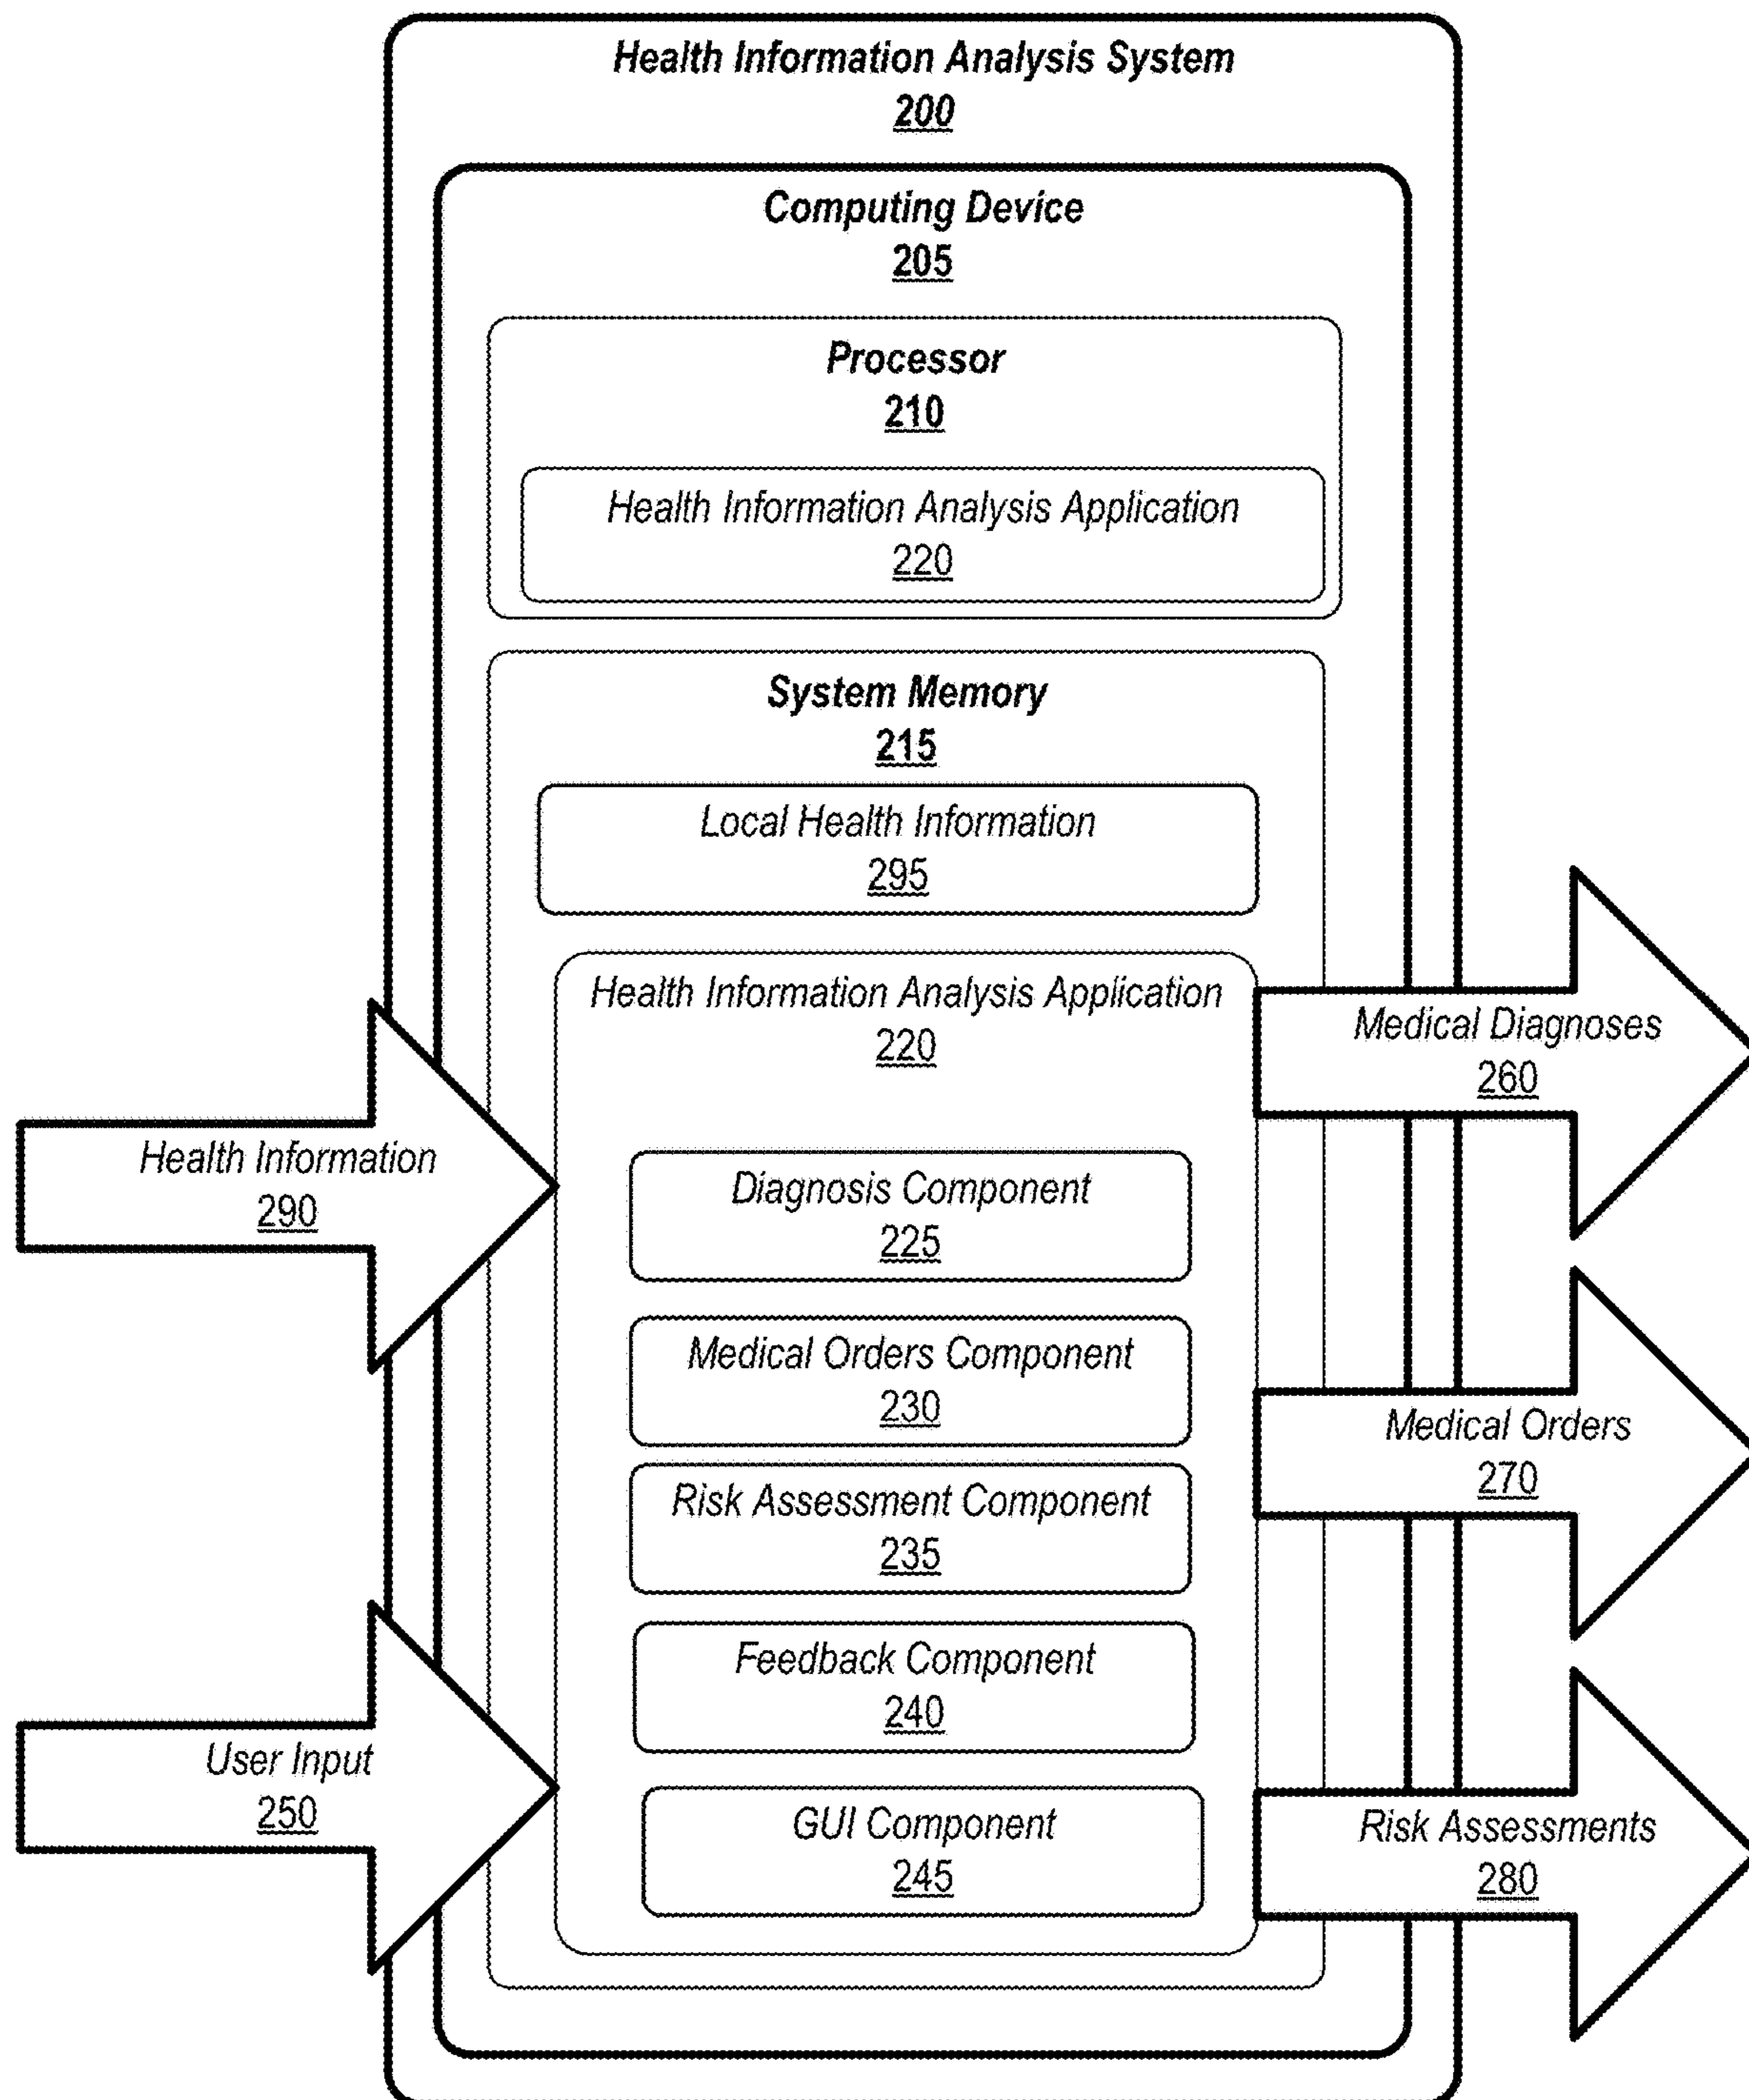 Health Information Analysis System
200
Computing Device
205
Processor
210
Health Information Analysis Application
220
System Memory
215
Local Health Information
295
Health Information Analysis Application
220
Medical Diagnoses
260
Health Information
290
Diagnosis Component
225
Medical Orders Component
230
Medical Orders
270
Risk Assessment Component
235
Feedback Component
240
User Input
250
GUI Component
245
Risk Assessments
280